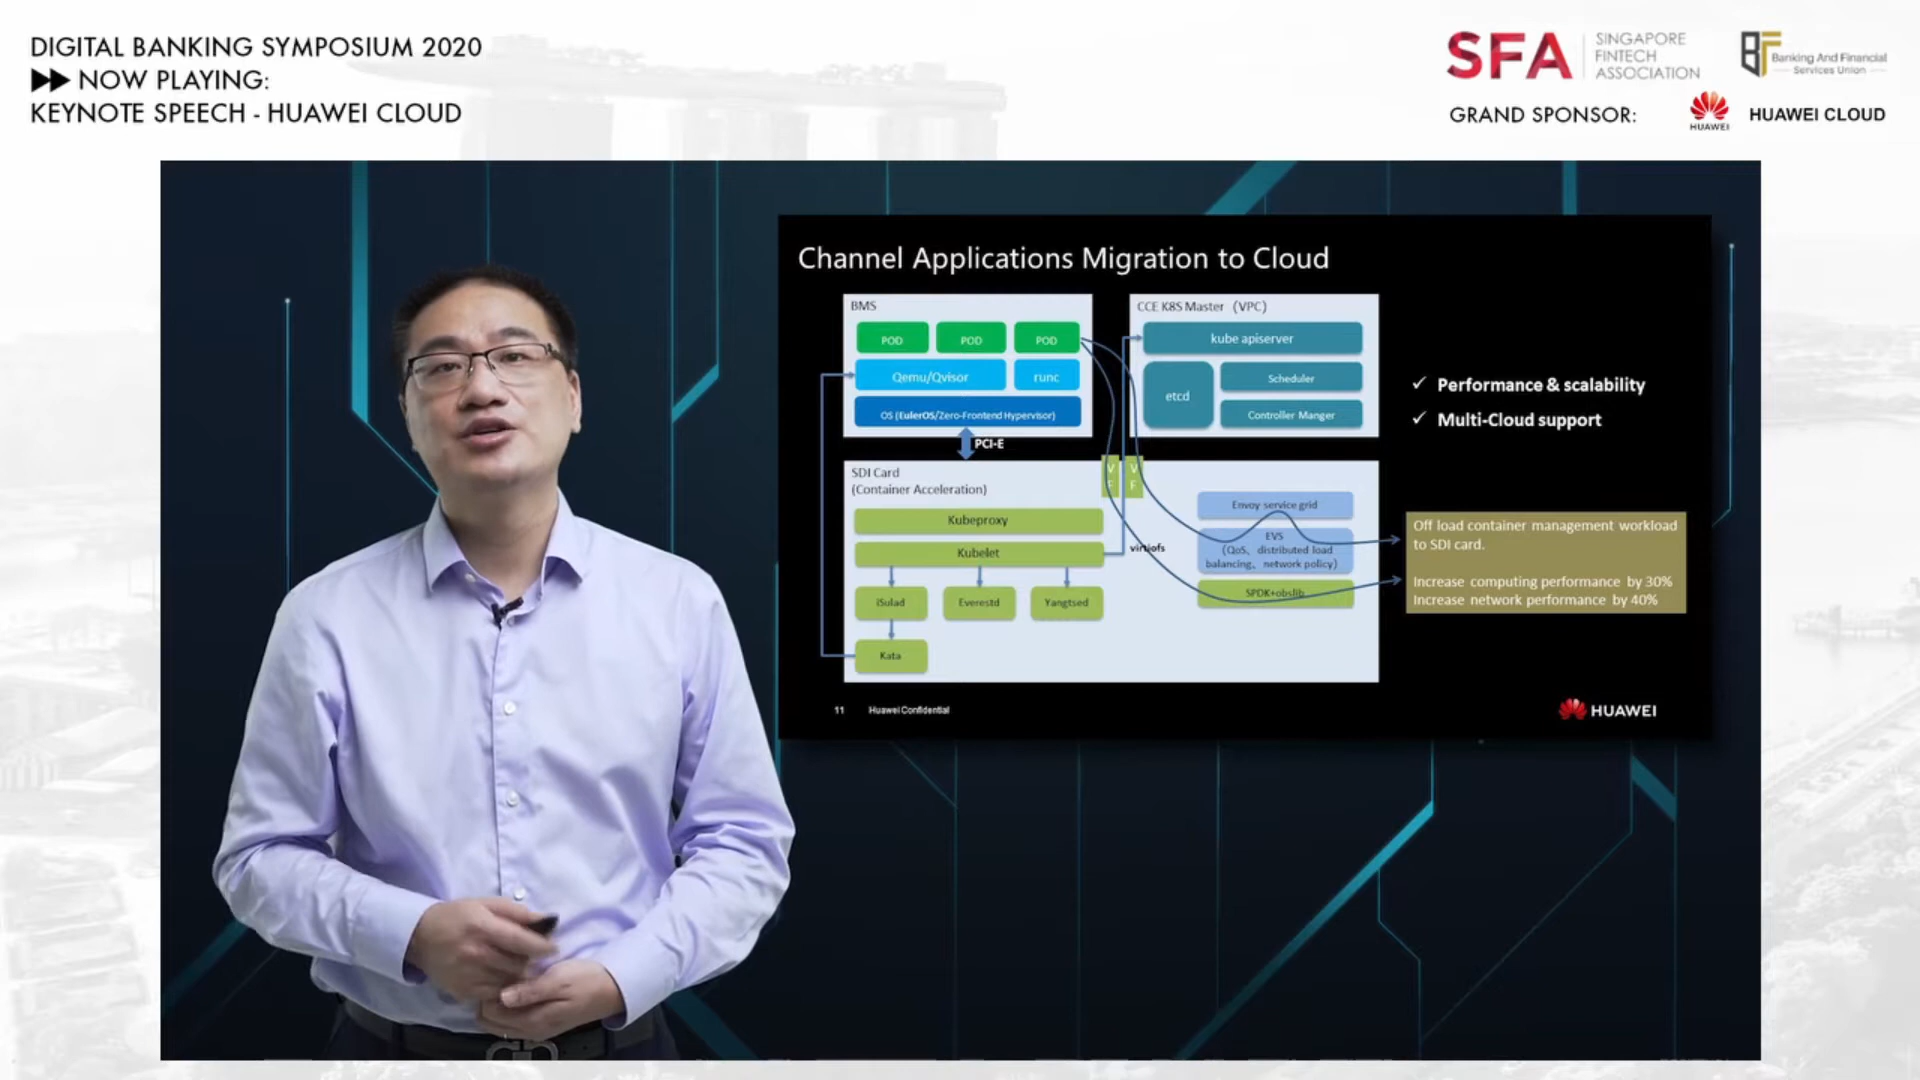 DIGITAL BANKING SYMPOSIUM 2020
NOW PLAYING:
KEYNOTE SPEECH - HUAWEI CLOUD
SFA
SINGAPORE
FINTECH
ASSOCIATION
BF
Banking And Financial
Services Union
GRAND SPONSOR:
HUAWEI
HUAWEI CLOUD
Channel Applications Migration to Cloud
BMS
POD
POD
POD
Qemu/Qvisor
runc
OS (EulerOS/Zero-Frontend Hypervisor)
PCI-E
CCE K8S Master （VPC）
kube apiserver
etcd
Scheduler
Controller Manger
SDI Card
(Container Acceleration)
VF
VF
Kubeproxy
Kubelet
iSulad
Everestd
Yangtsed
Kata
virtiofs
Envoy service grid
EVS
（QoS、distributed load
balancing、network policy）
SPDK+obslib
✓ Performance & scalability
✓ Multi-Cloud support
Off load container management workload
to SDI card.
Increase computing performance by 30%
Increase network performance by 40%
11
Huawei Confidential
HUAWEI